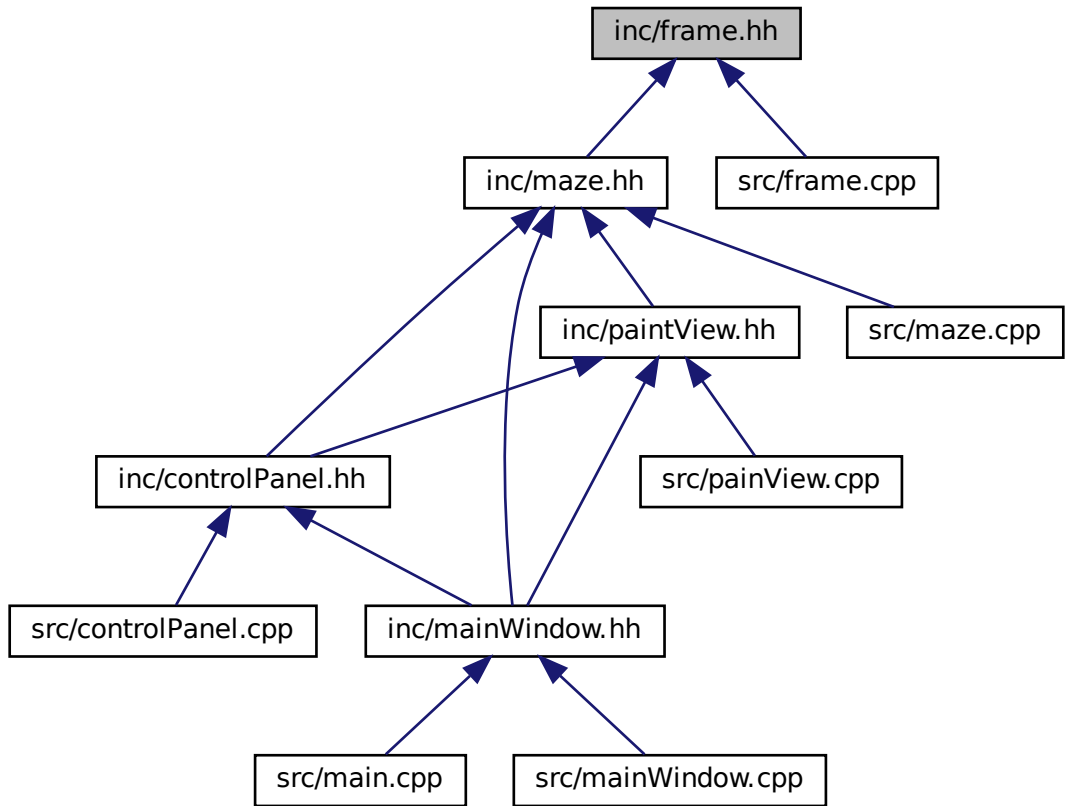 inc/frame.hh
inc/maze.hh
src/frame.cpp
inc/paintView.hh
src/maze.cpp
inc/controlPanel.hh
src/painView.cpp
src/controlPanel.cpp
inc/mainWindow.hh
src/main.cpp
src/mainWindow.cpp